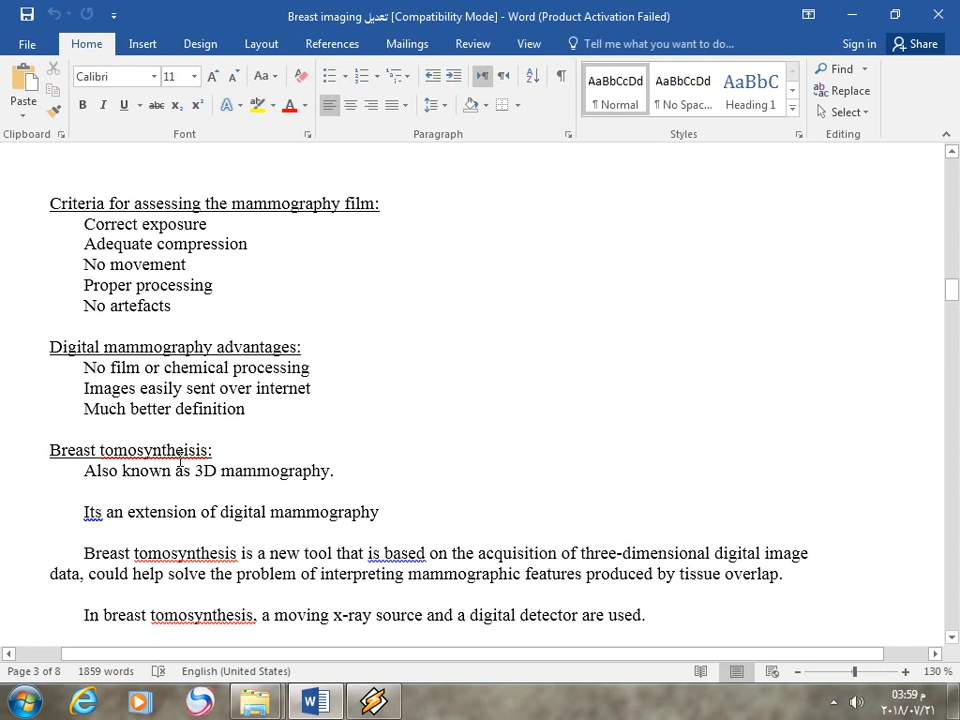 Breast imaging تعديل [Compatibility Mode] - Word (Product Activation Failed)
File Home Insert Design Layout References Mailings Review View Tell me what you want to do... Sign in Share
Calibri 11 Aa
Paste
B I U abc x₂ x² A A
AaBbCcDd AaBbCcDd AaBbC
¶ Normal ¶ No Spac... Heading 1
Find
Replace
Select
Clipboard Font Paragraph Styles Editing
Criteria for assessing the mammography film:
Correct exposure
Adequate compression
No movement
Proper processing
No artefacts
Digital mammography advantages:
No film or chemical processing
Images easily sent over internet
Much better definition
Breast tomosyntheisis:
Also known as 3D mammography.
Its an extension of digital mammography
Breast tomosynthesis is a new tool that is based on the acquisition of three-dimensional digital image
data, could help solve the problem of interpreting mammographic features produced by tissue overlap.
In breast tomosynthesis, a moving x-ray source and a digital detector are used.
Page 3 of 8 1859 words English (United States) 130 %
03:59 م
٢٠١٨/٠٧/٢١